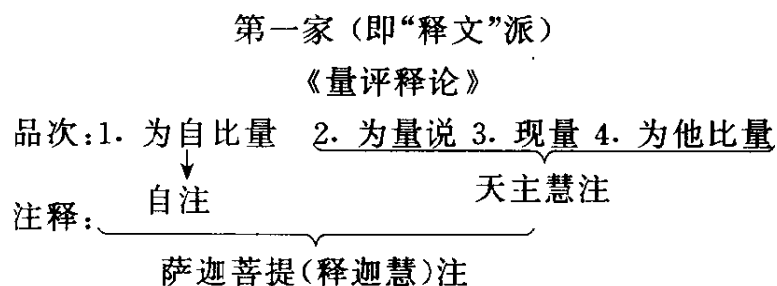 第一家（即“释文”派）
《量评释论》
品次：1. 为自比量 2. 为量说 3. 现量 4. 为他比量
自注 天主慧注
注释：
萨迦菩提（释迦慧）注